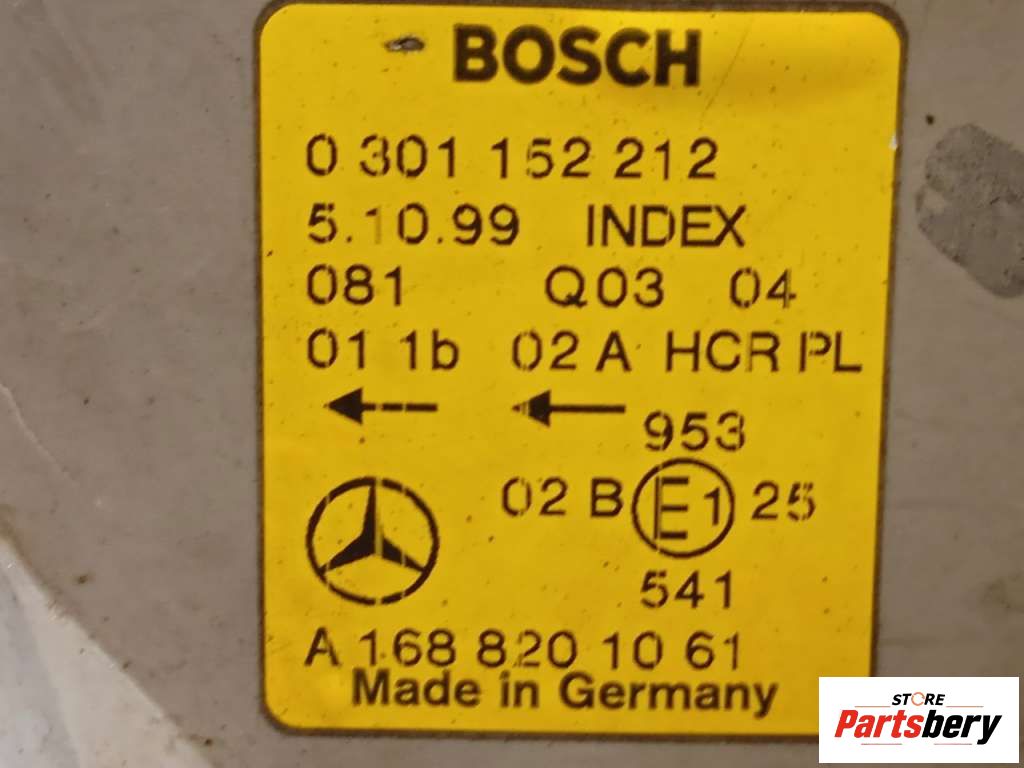 BOSCH
0 301 152 212
5.10.99 INDEX
081 Q03 04
01 1b 02 A HCR PL
953
02 B E1 25
541
A 168 820 10 61
Made in Germany
STORE
Partsbery